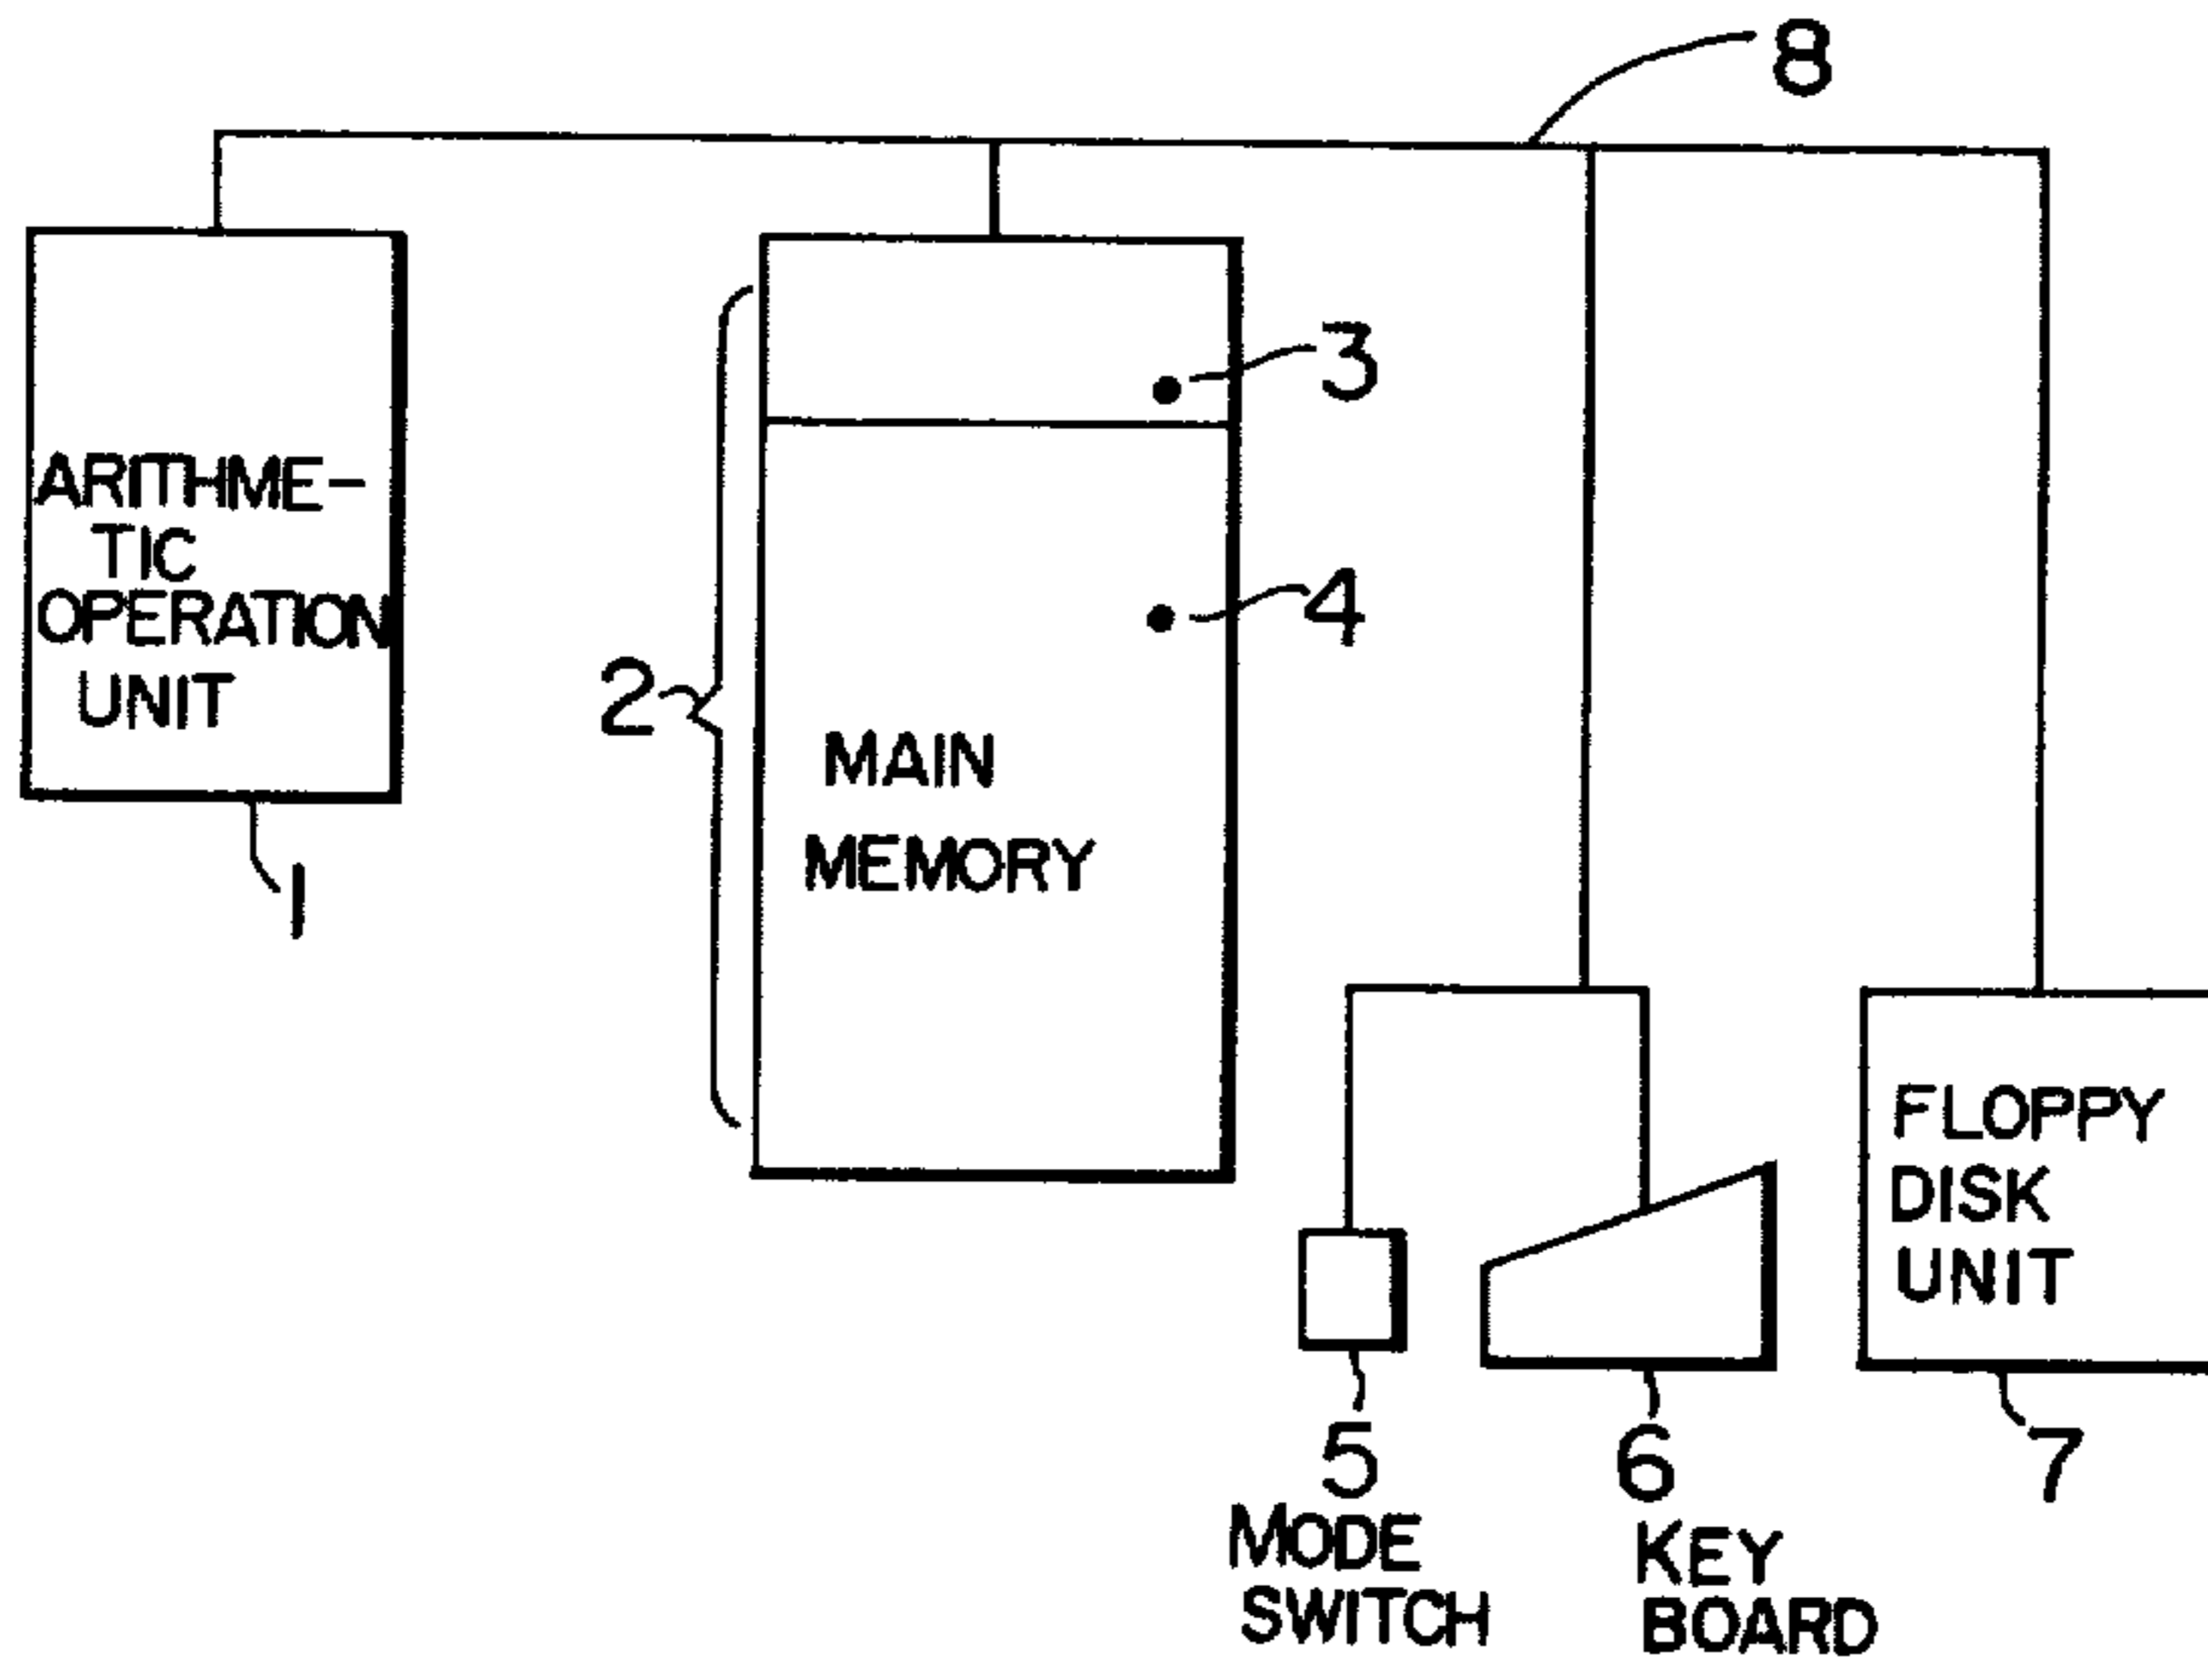 8
ARITHME-
TIC
OPERATION
UNIT
1
2
3
4
MAIN
MEMORY
5
MODE
SWITCH
6
KEY
BOARD
FLOPPY
DISK
UNIT
7